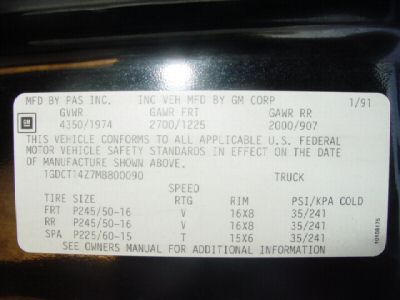 MFD BY PAS INC. INC VEH MFD BY GM CORP 1/91
GVWR GAWR FRT GAWR RR
GM 4350/1974 2700/1225 2000/907
THIS VEHICLE CONFORMS TO ALL APPLICABLE U.S. FEDERAL
MOTOR VEHICLE SAFETY STANDARDS IN EFFECT ON THE DATE
OF MANUFACTURE SHOWN ABOVE.
1GDCT14Z7M8800090 TRUCK
SPEED
TIRE SIZE RTG RIM PSI/KPA COLD
FRT P245/50-16 V 16X8 35/241
RR P245/50-16 V 16X8 35/241
SPA P225/60-15 T 15X6 35/241
SEE OWNERS MANUAL FOR ADDITIONAL INFORMATION